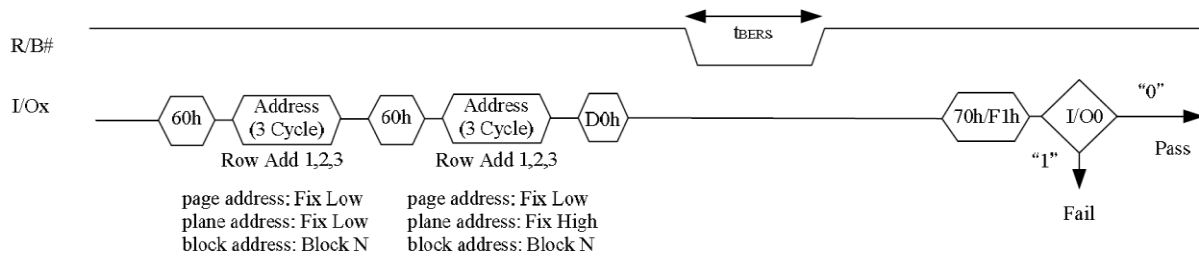 tBERS
R/B#
I/Ox
60h
Address
(3 Cycle)
60h
Address
(3 Cycle)
D0h
70h/F1h
I/O0
“0”
Pass
“1”
Fail
Row Add 1,2,3
Row Add 1,2,3
page address: Fix Low
plane address: Fix Low
block address: Block N
page address: Fix Low
plane address: Fix High
block address: Block N